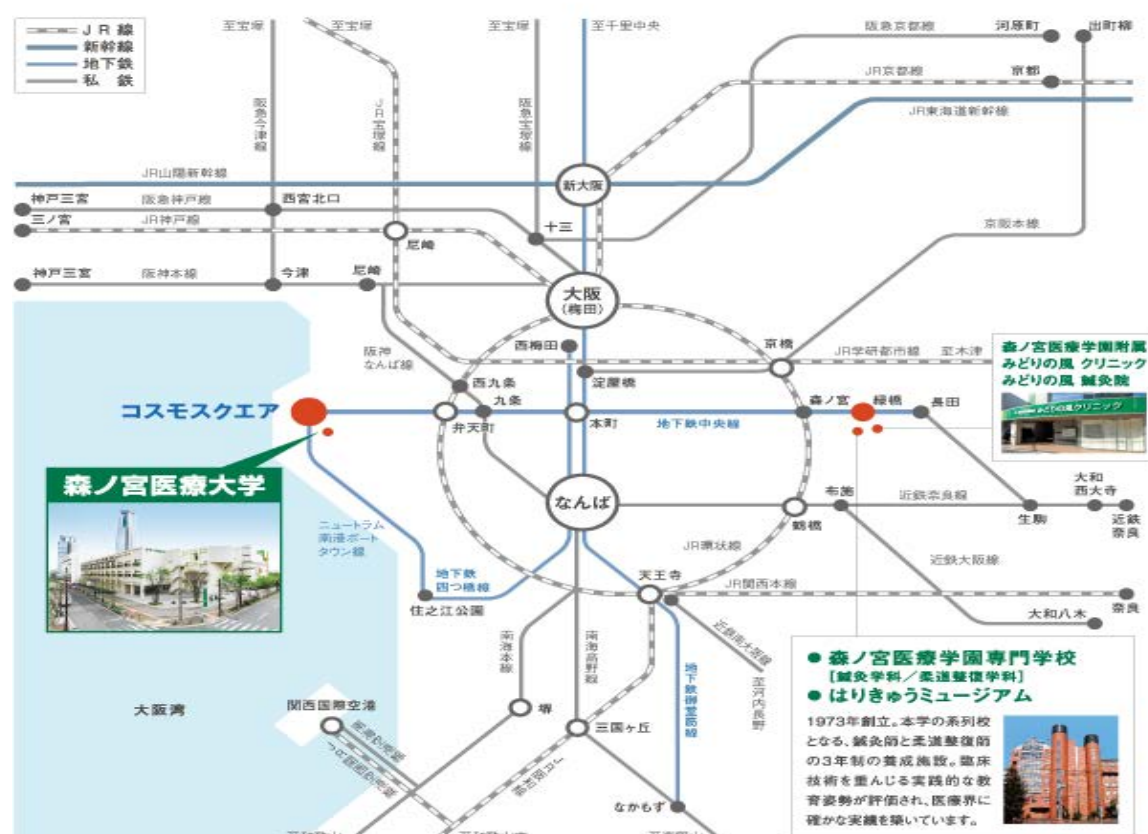 JR線
新幹線
地下鉄
私鉄
至宝塚
至宝塚
至宝塚
至千里中央
阪急京都線
河原町
出町柳
JR京都線
京都
JR東海道新幹線
阪急今津線
JR宝塚線
阪急宝塚線
JR山陽新幹線
新大阪
神戸三宮
阪急神戸線
西宮北口
三ノ宮
JR神戸線
尼崎
十三
京阪本線
神戸三宮
阪神本線
今津
尼崎
大阪
(梅田)
西梅田
阪神
なんば線
京橋
JR学研都市線
至木津
西九条
淀屋橋
森ノ宮医療学園附属
みどりの風 クリニック
みどりの風 鍼灸院
みどりの風クリニック
コスモスクエア
弁天町
九条
本町
地下鉄中央線
森ノ宮
緑橋
長田
森ノ宮医療大学
なんば
布施
近鉄奈良線
大和
西大寺
鶴橋
生駒
近鉄
奈良
ニュートラム
南港ポート
タウン線
JR環状線
近鉄大阪線
地下鉄
四つ橋線
住之江公園
天王寺
JR関西本線
奈良
大和八木
南海本線
南海高野線
地下鉄御堂筋線
近鉄南大阪線
至河内長野
大阪湾
関西国際空港
堺
三国ヶ丘
JR阪和線
なかもず
● 森ノ宮医療学園専門学校
[鍼灸学科/柔道整復学科]
● はりきゅうミュージアム
1973年創立。本学の系列校
となる、鍼灸師と柔道整復師
の3年制の養成施設。臨床
技術を重んじる実践的な教
育姿勢が評価され、医療界に
確かな実績を築いています。